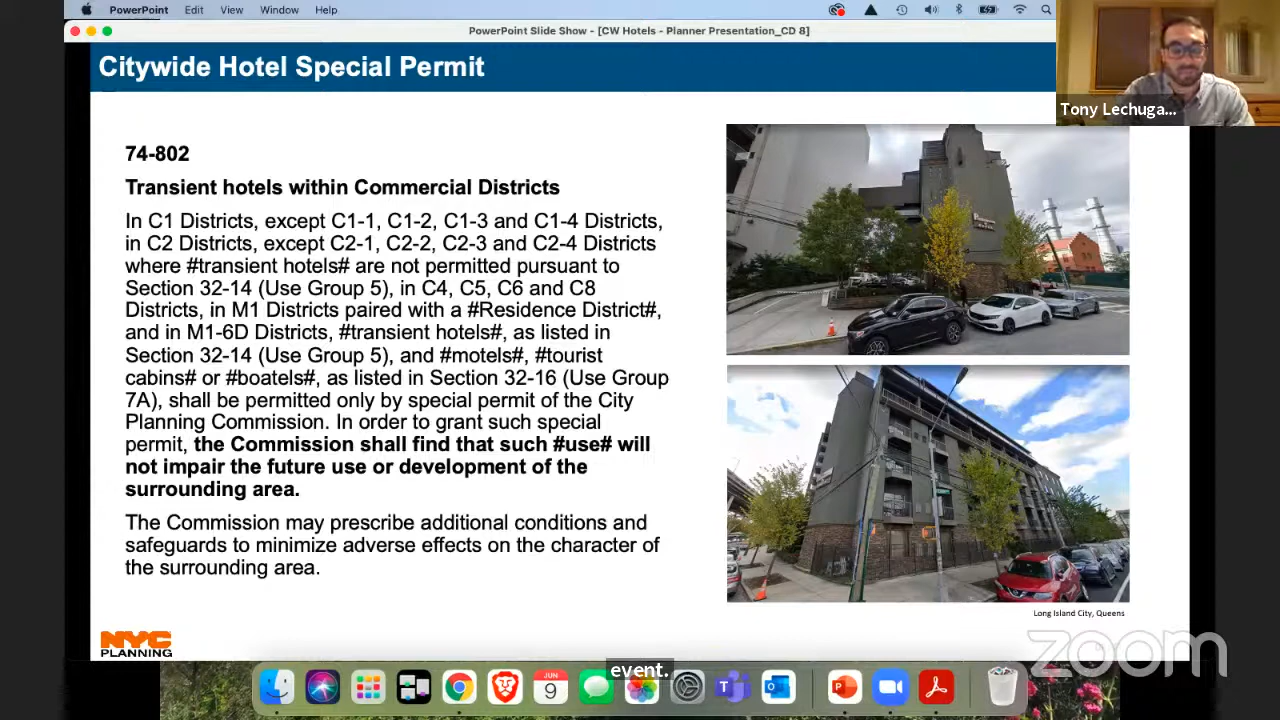 PowerPoint Edit View Window Help
PowerPoint Slide Show - [CW Hotels - Planner Presentation_CD 8]
Citywide Hotel Special Permit
Tony Lechuga...
74-802
Transient hotels within Commercial Districts
In C1 Districts, except C1-1, C1-2, C1-3 and C1-4 Districts,
in C2 Districts, except C2-1, C2-2, C2-3 and C2-4 Districts
where #transient hotels# are not permitted pursuant to
Section 32-14 (Use Group 5), in C4, C5, C6 and C8
Districts, in M1 Districts paired with a #Residence District#,
and in M1-6D Districts, #transient hotels#, as listed in
Section 32-14 (Use Group 5), and #motels#, #tourist
cabins# or #boatels#, as listed in Section 32-16 (Use Group
7A), shall be permitted only by special permit of the City
Planning Commission. In order to grant such special
permit, the Commission shall find that such #use# will
not impair the future use or development of the
surrounding area.
The Commission may prescribe additional conditions and
safeguards to minimize adverse effects on the character of
the surrounding area.
Long Island City, Queens
NYC
PLANNING
zoom
event.
JUN
9